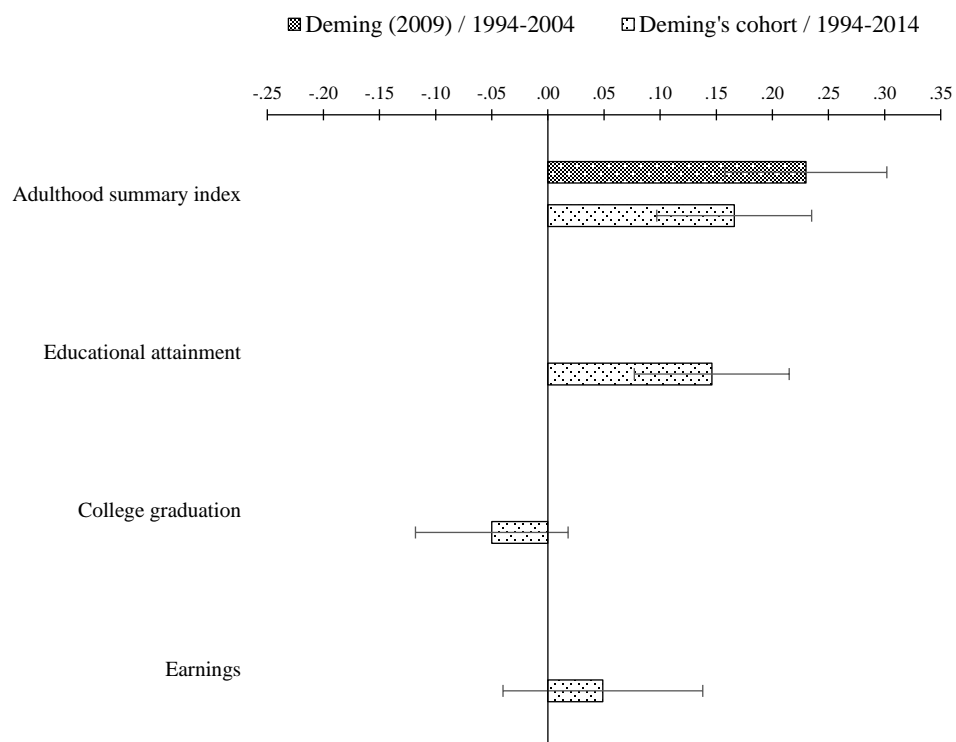 Deming (2009) / 1994-2004 Deming's cohort / 1994-2014
-.25 -.20 -.15 -.10 -.05 .00 .05 .10 .15 .20 .25 .30 .35
Adulthood summary index
Educational attainment
College graduation
Earnings